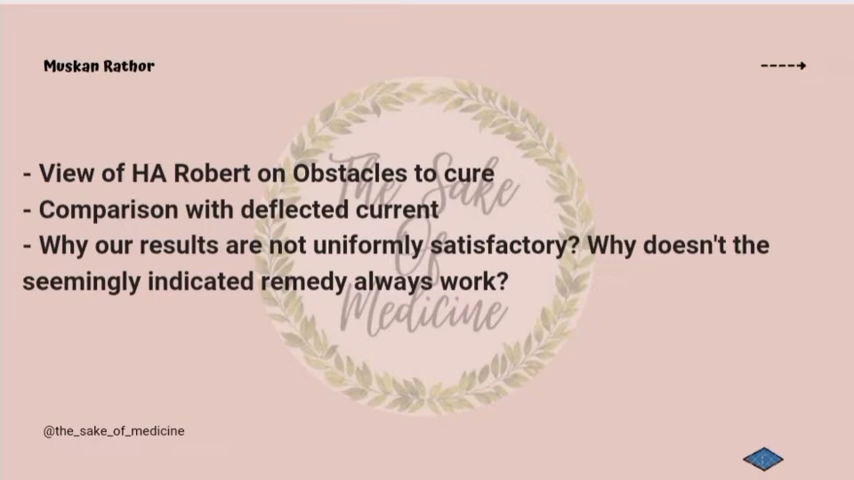 Muskan Rathor
- View of HA Robert on Obstacles to cure
- Comparison with deflected current
- Why our results are not uniformly satisfactory? Why doesn't the
seemingly indicated remedy always work?
The Sake
Of
Medicine
@the_sake_of_medicine